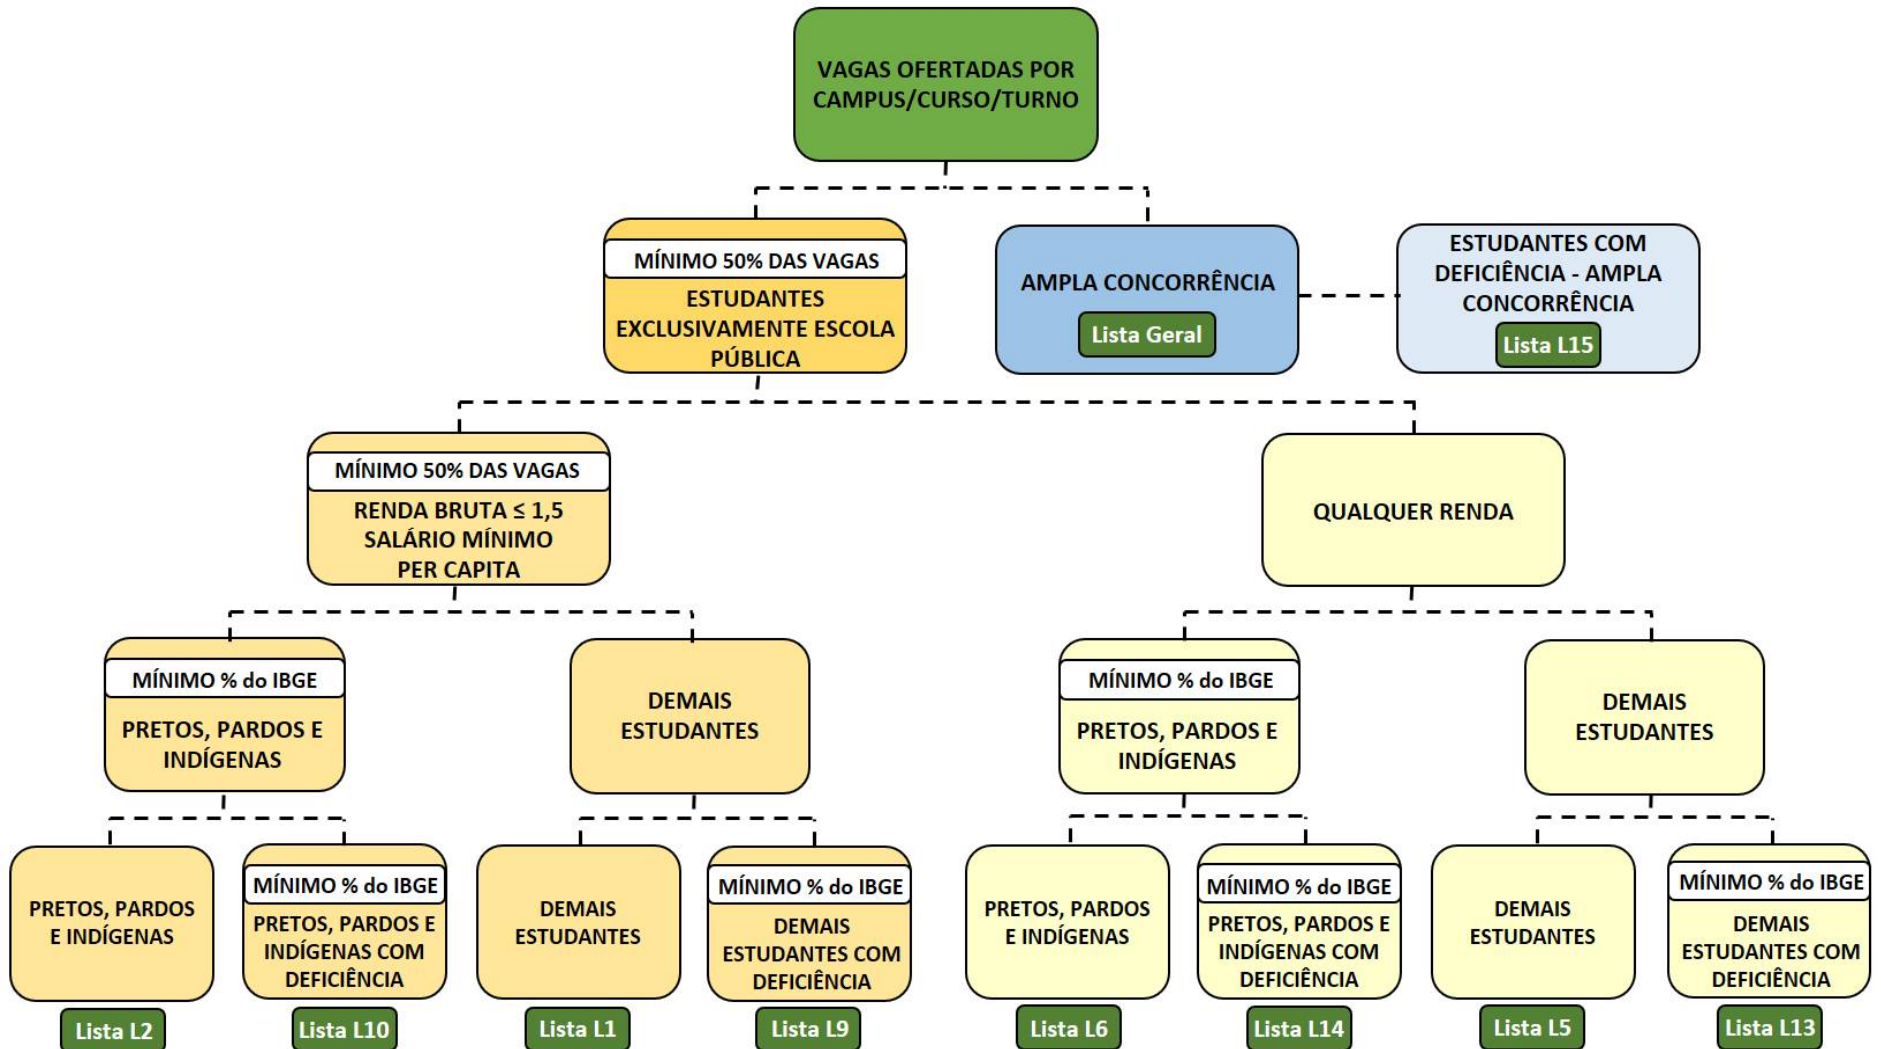 VAGAS OFERTADAS POR
CAMPUS/CURSO/TURNO
MÍNIMO 50% DAS VAGAS
ESTUDANTES
EXCLUSIVAMENTE ESCOLA
PÚBLICA
AMPLA CONCORRÊNCIA
Lista Geral
ESTUDANTES COM
DEFICIÊNCIA - AMPLA
CONCORRÊNCIA
Lista L15
MÍNIMO 50% DAS VAGAS
RENDA BRUTA ≤ 1,5
SALÁRIO MÍNIMO
PER CAPITA
QUALQUER RENDA
MÍNIMO % do IBGE
PRETOS, PARDOS E
INDÍGENAS
DEMAIS
ESTUDANTES
MÍNIMO % do IBGE
PRETOS, PARDOS E
INDÍGENAS
DEMAIS
ESTUDANTES
PRETOS, PARDOS
E INDÍGENAS
Lista L2
MÍNIMO % do IBGE
PRETOS, PARDOS E
INDÍGENAS COM
DEFICIÊNCIA
Lista L10
DEMAIS
ESTUDANTES
Lista L1
MÍNIMO % do IBGE
DEMAIS
ESTUDANTES COM
DEFICIÊNCIA
Lista L9
PRETOS, PARDOS
E INDÍGENAS
Lista L6
MÍNIMO % do IBGE
PRETOS, PARDOS E
INDÍGENAS COM
DEFICIÊNCIA
Lista L14
DEMAIS
ESTUDANTES
Lista L5
MÍNIMO % do IBGE
DEMAIS
ESTUDANTES COM
DEFICIÊNCIA
Lista L13